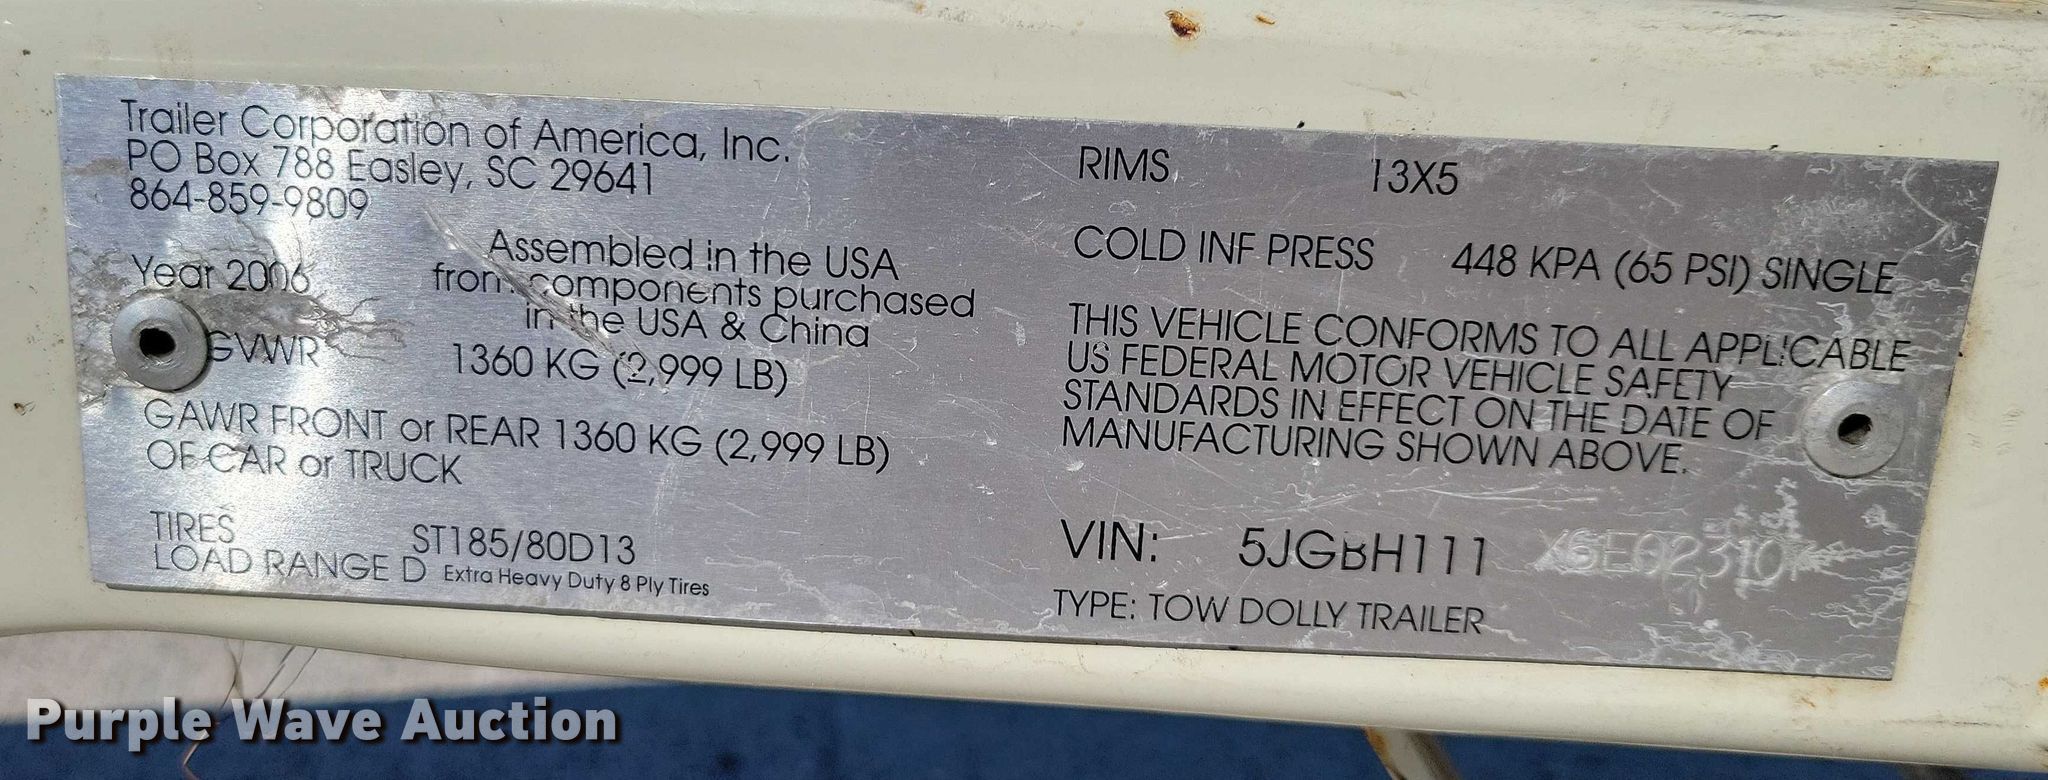 Trailer Corporation of America, Inc.
PO Box 788 Easley, SC 29641
864-859-9809
Year 2006
Assembled in the USA
from components purchased
in the USA & China
GVWR 1360 KG (2,999 LB)
GAWR FRONT or REAR 1360 KG (2,999 LB)
OF CAR or TRUCK
TIRES ST185/80D13
LOAD RANGE D Extra Heavy Duty 8 Ply Tires
RIMS 13X5
COLD INF PRESS 448 KPA (65 PSI) SINGLE
THIS VEHICLE CONFORMS TO ALL APPLICABLE
US FEDERAL MOTOR VEHICLE SAFETY
STANDARDS IN EFFECT ON THE DATE OF
MANUFACTURING SHOWN ABOVE.
VIN: 5JGBH111
TYPE: TOW DOLLY TRAILER
Purple Wave Auction